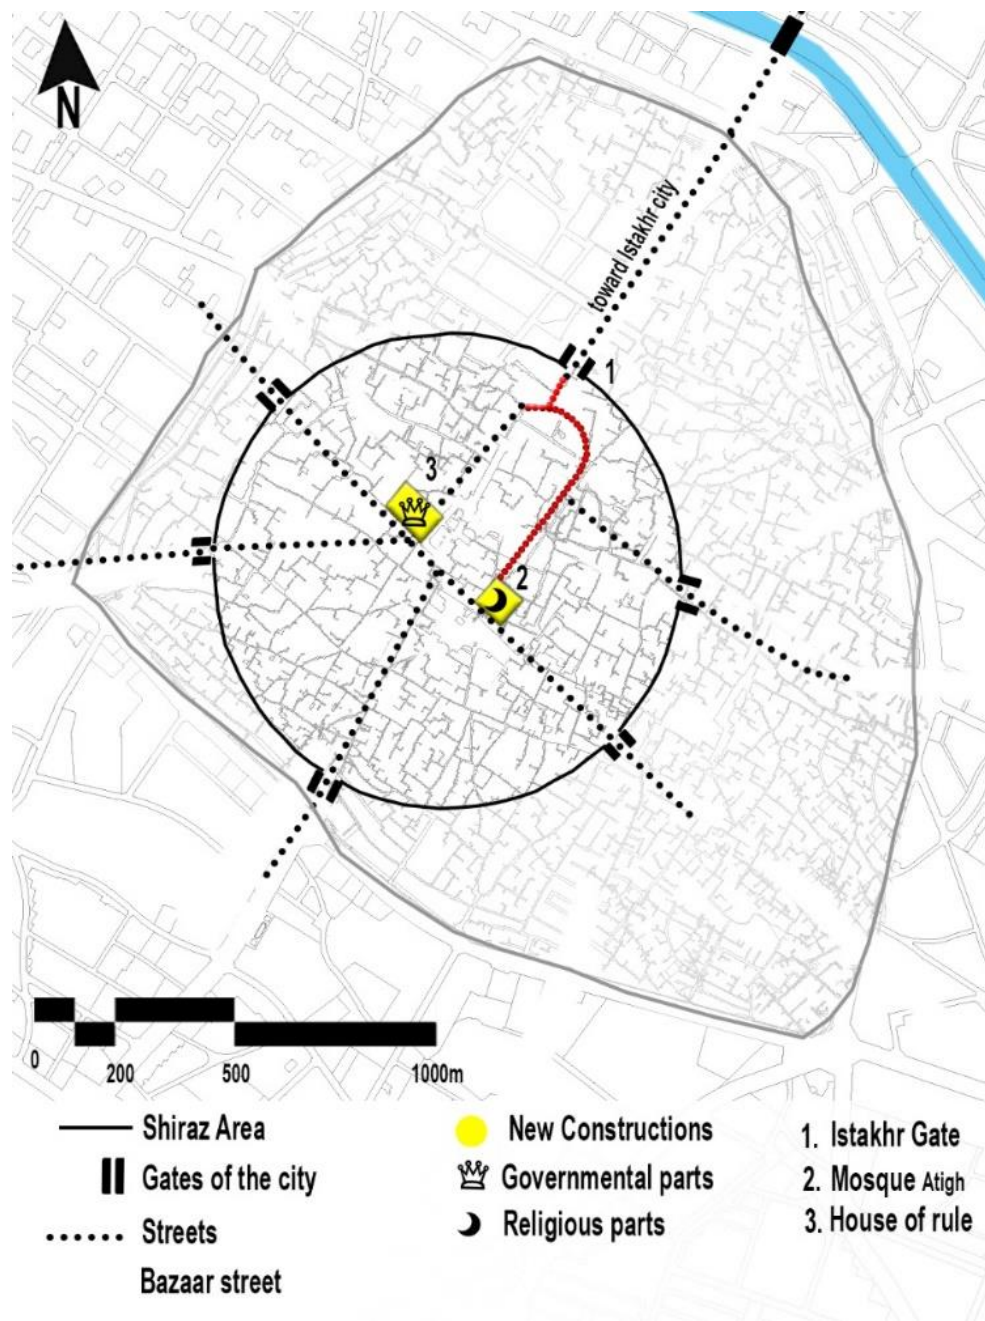 N
toward Istakhr city
1
3
2
0
200
500
1000m
Shiraz Area
Gates of the city
Streets
Bazaar street
New Constructions
Governmental parts
Religious parts
1. Istakhr Gate
2. Mosque Atigh
3. House of rule